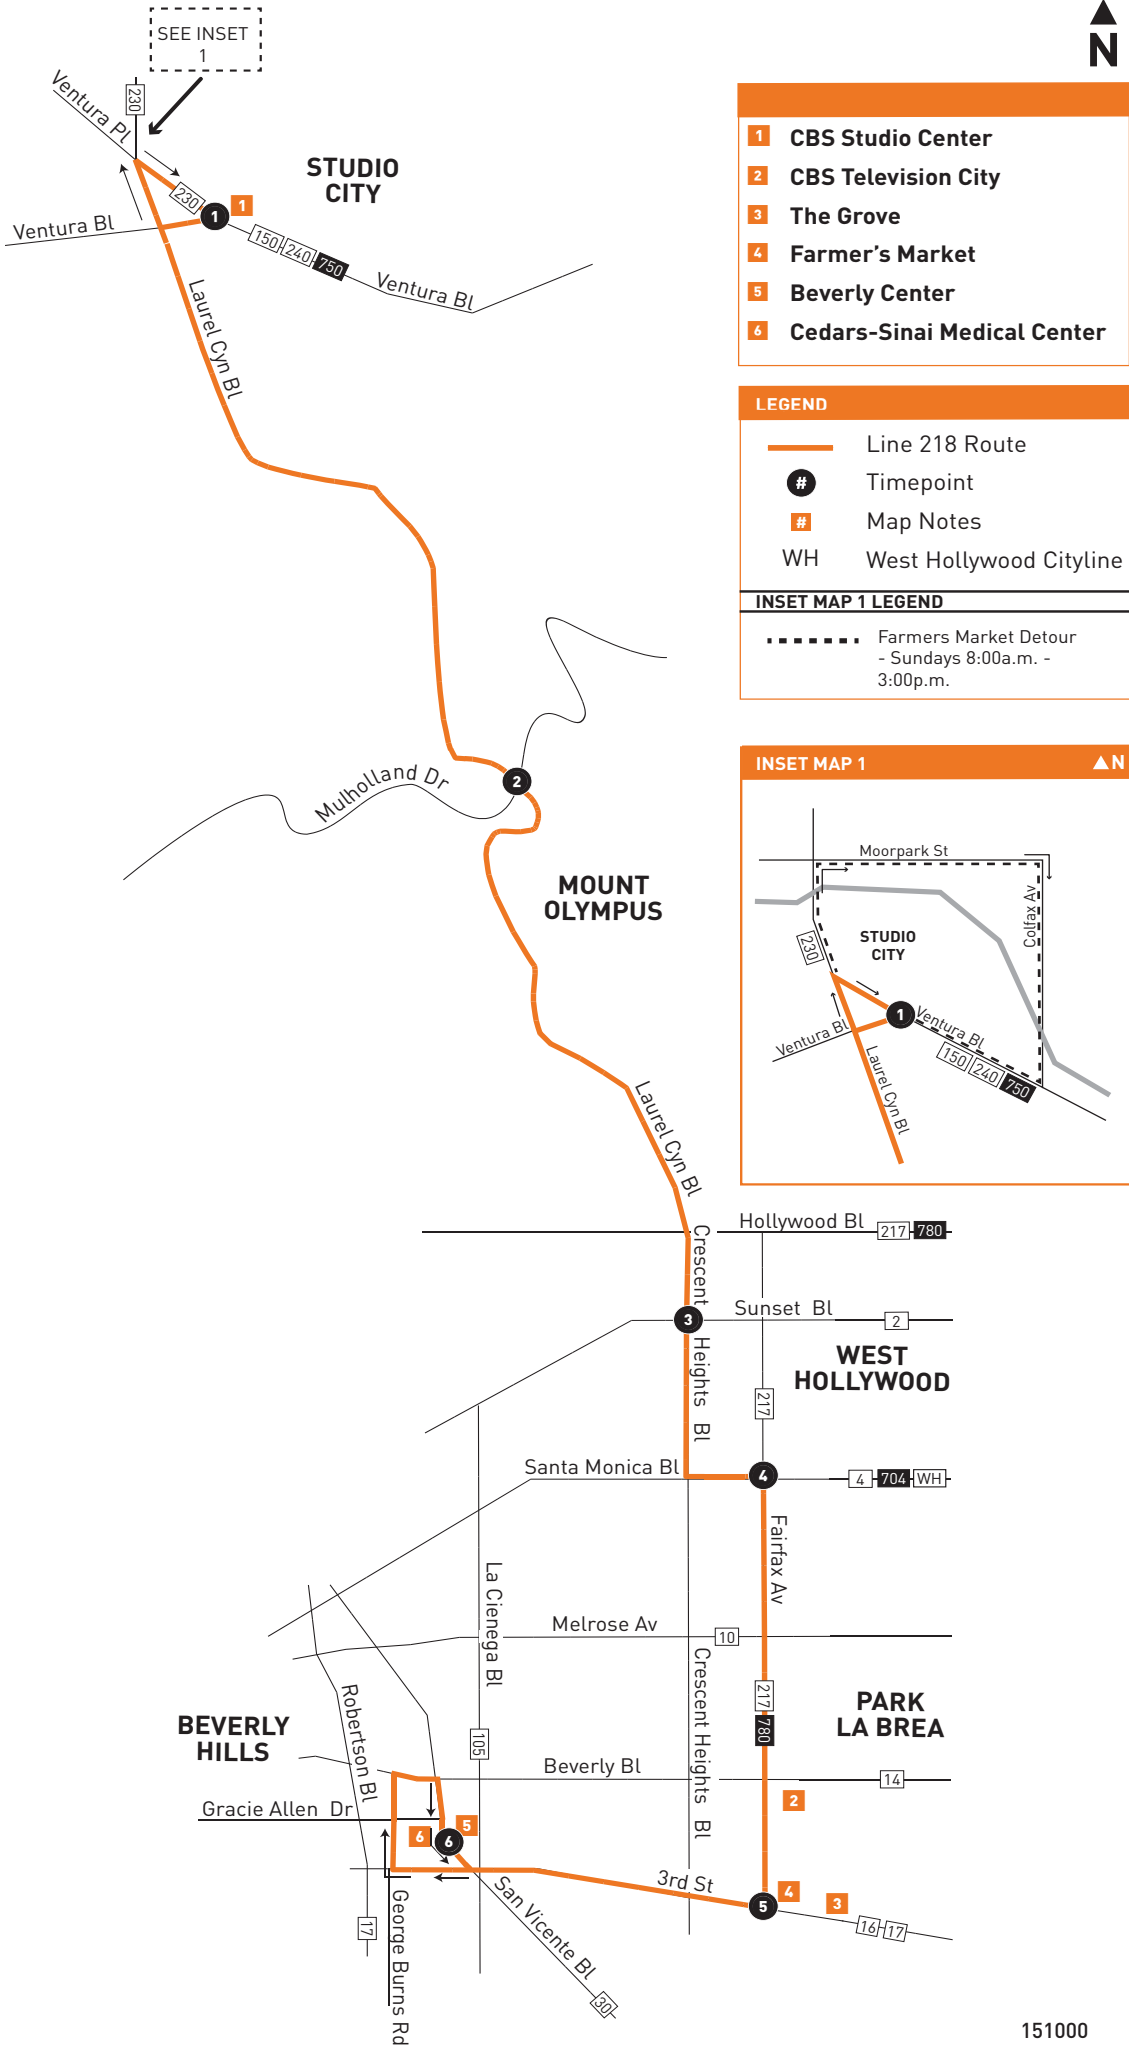 SEE INSET
1
N
Ventura Pl
230
STUDIO
CITY
230
1
1
Ventura Bl
150
240
750
Ventura Bl
Laurel Cyn Bl
1 CBS Studio Center
2 CBS Television City
3 The Grove
4 Farmer's Market
5 Beverly Center
6 Cedars-Sinai Medical Center
LEGEND
Line 218 Route
# Timepoint
# Map Notes
WH West Hollywood Cityline
INSET MAP 1 LEGEND
Farmers Market Detour
- Sundays 8:00a.m. -
3:00p.m.
Mulholland Dr
2
MOUNT
OLYMPUS
INSET MAP 1
N
Moorpark St
Colfax Av
STUDIO
CITY
230
1
Ventura Bl
Ventura Bl
150
240
750
Laurel Cyn Bl
Laurel Cyn Bl
Hollywood Bl
217
780
Crescent Heights Bl
3
Sunset Bl
2
WEST
HOLLYWOOD
217
Santa Monica Bl
4
4
704
WH
Fairfax Av
La Cienega Bl
Melrose Av
10
Crescent Heights Bl
217
780
PARK
LA BREA
BEVERLY
HILLS
Robertson Bl
105
Beverly Bl
14
2
Gracie Allen Dr
6
6
5
3rd St
5
4
3
16
17
17
George Burns Rd
San Vicente Bl
30
151000